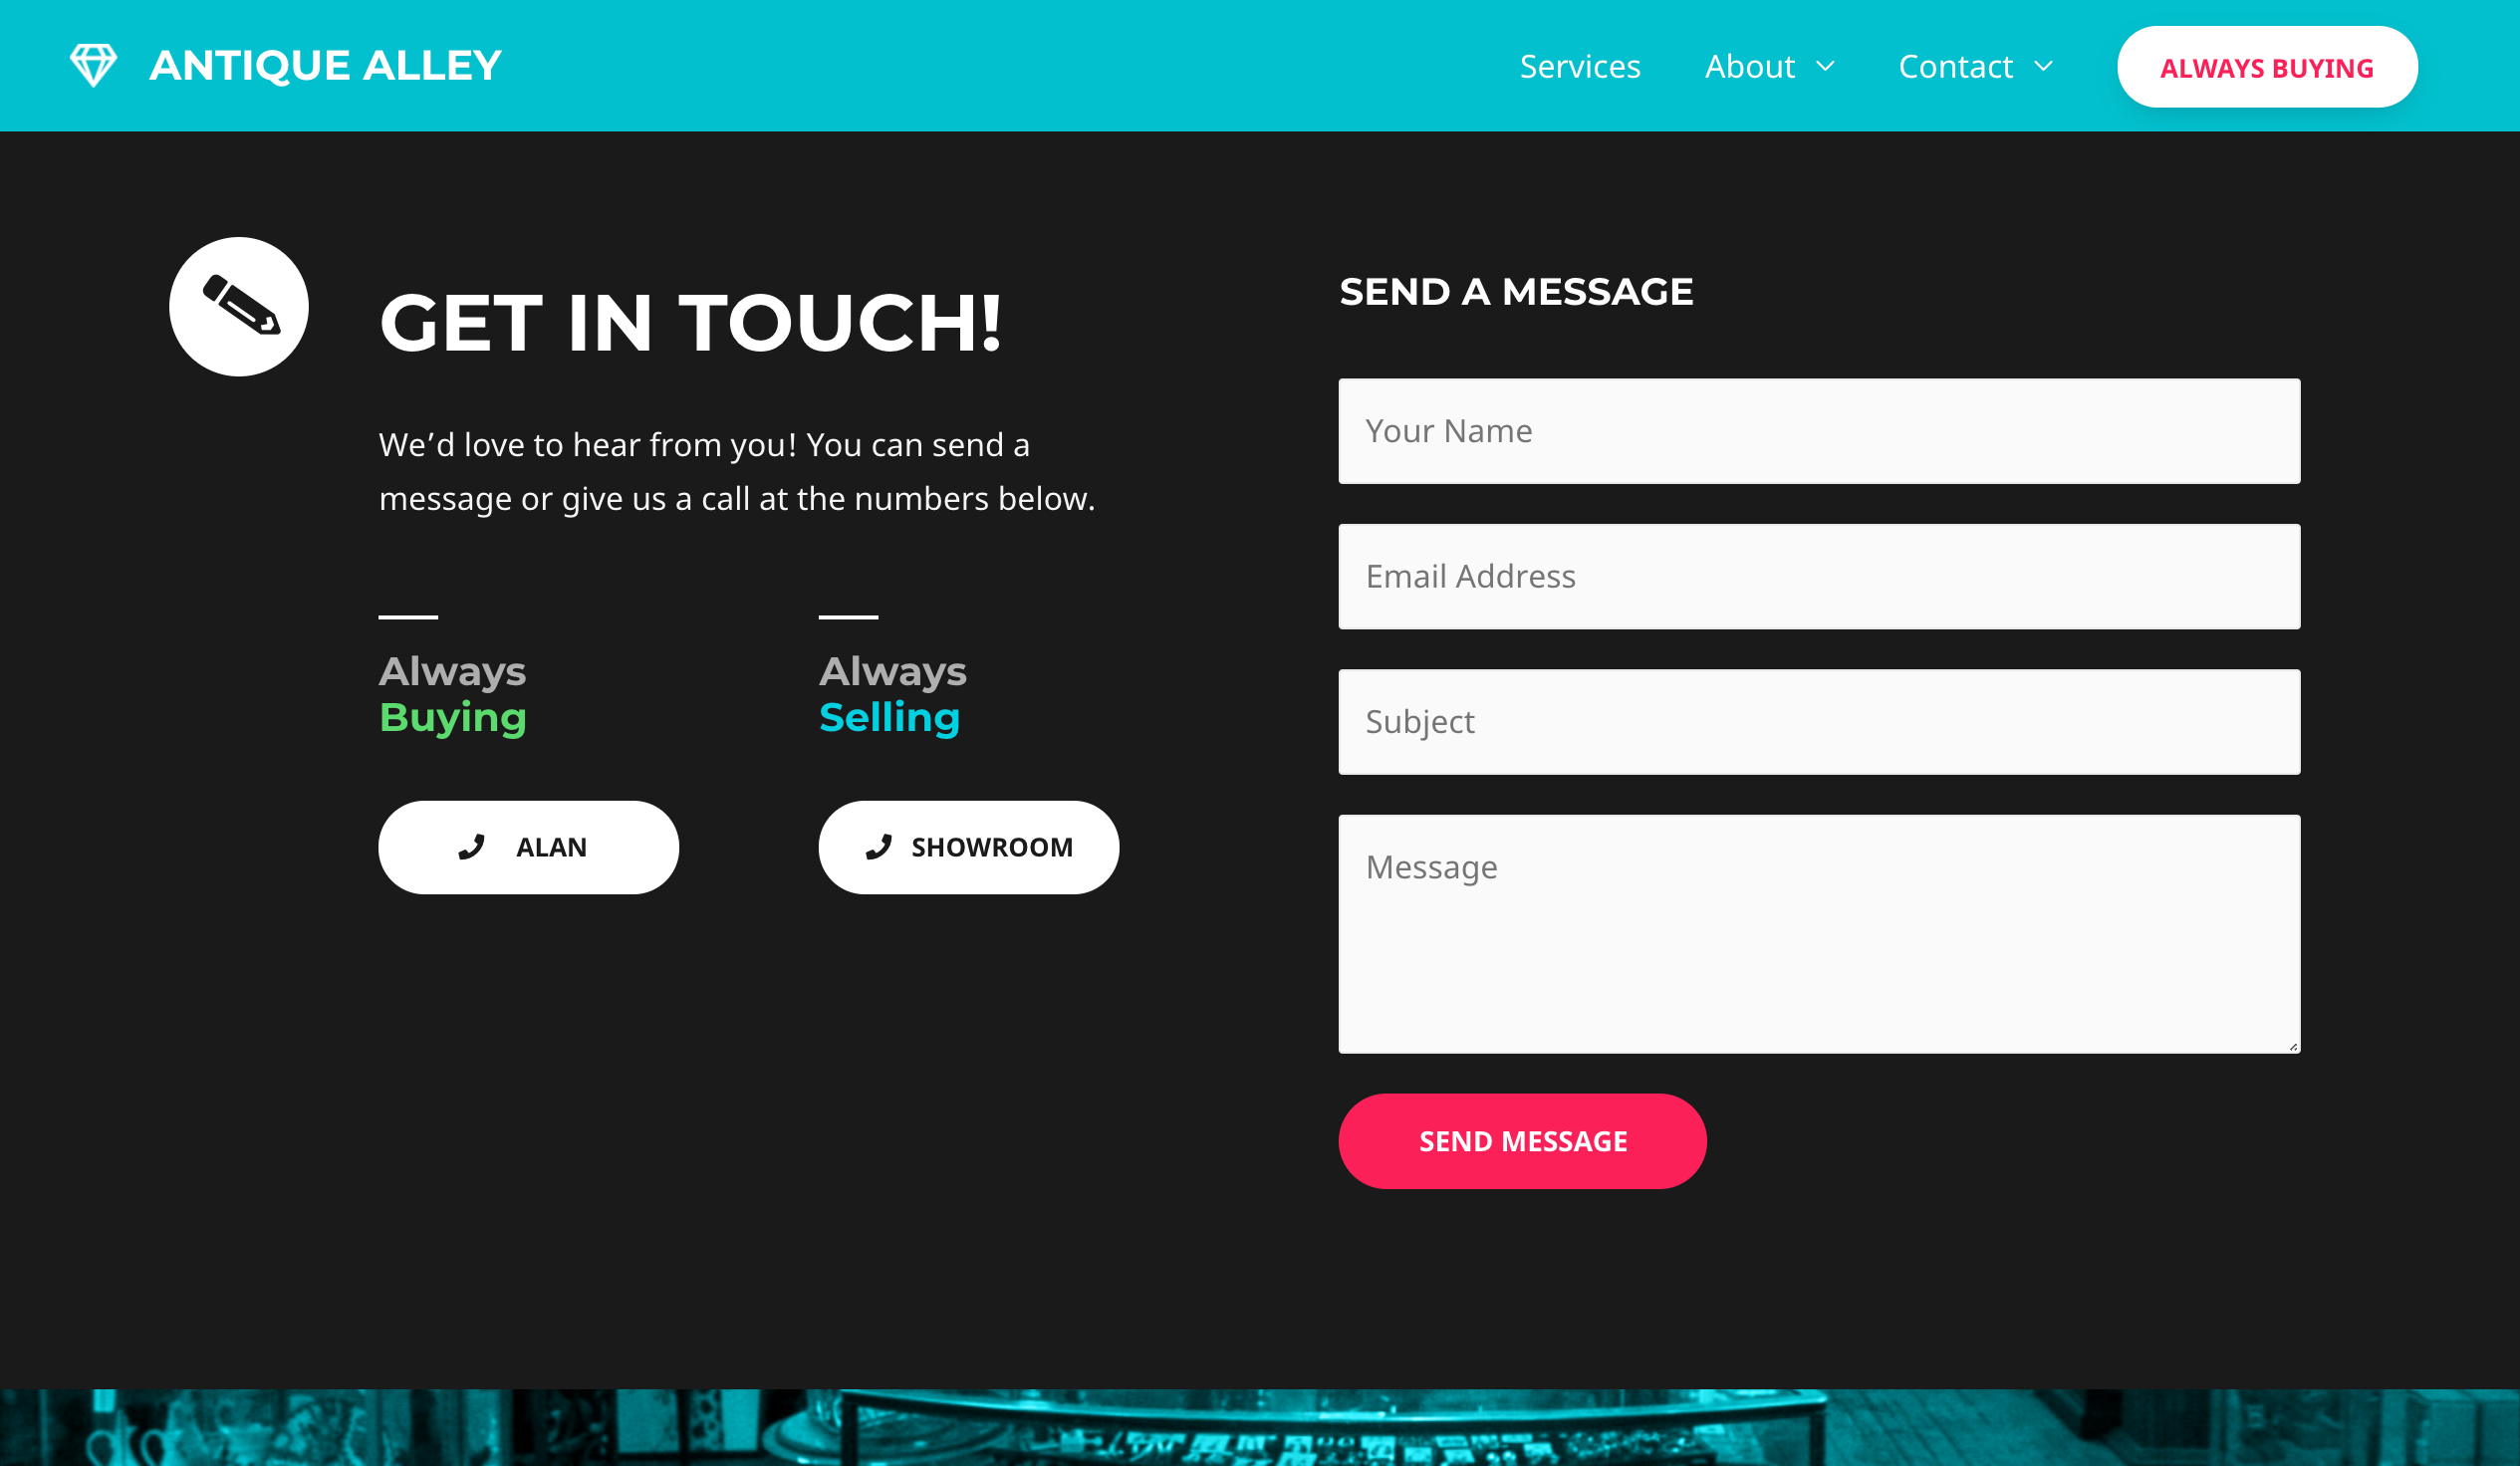 ANTIQUE ALLEY
Services
About
Contact
ALWAYS BUYING
GET IN TOUCH!
We’d love to hear from you! You can send a
message or give us a call at the numbers below.
Always
Buying
ALAN
Always
Selling
SHOWROOM
SEND A MESSAGE
Your Name
Email Address
Subject
Message
SEND MESSAGE